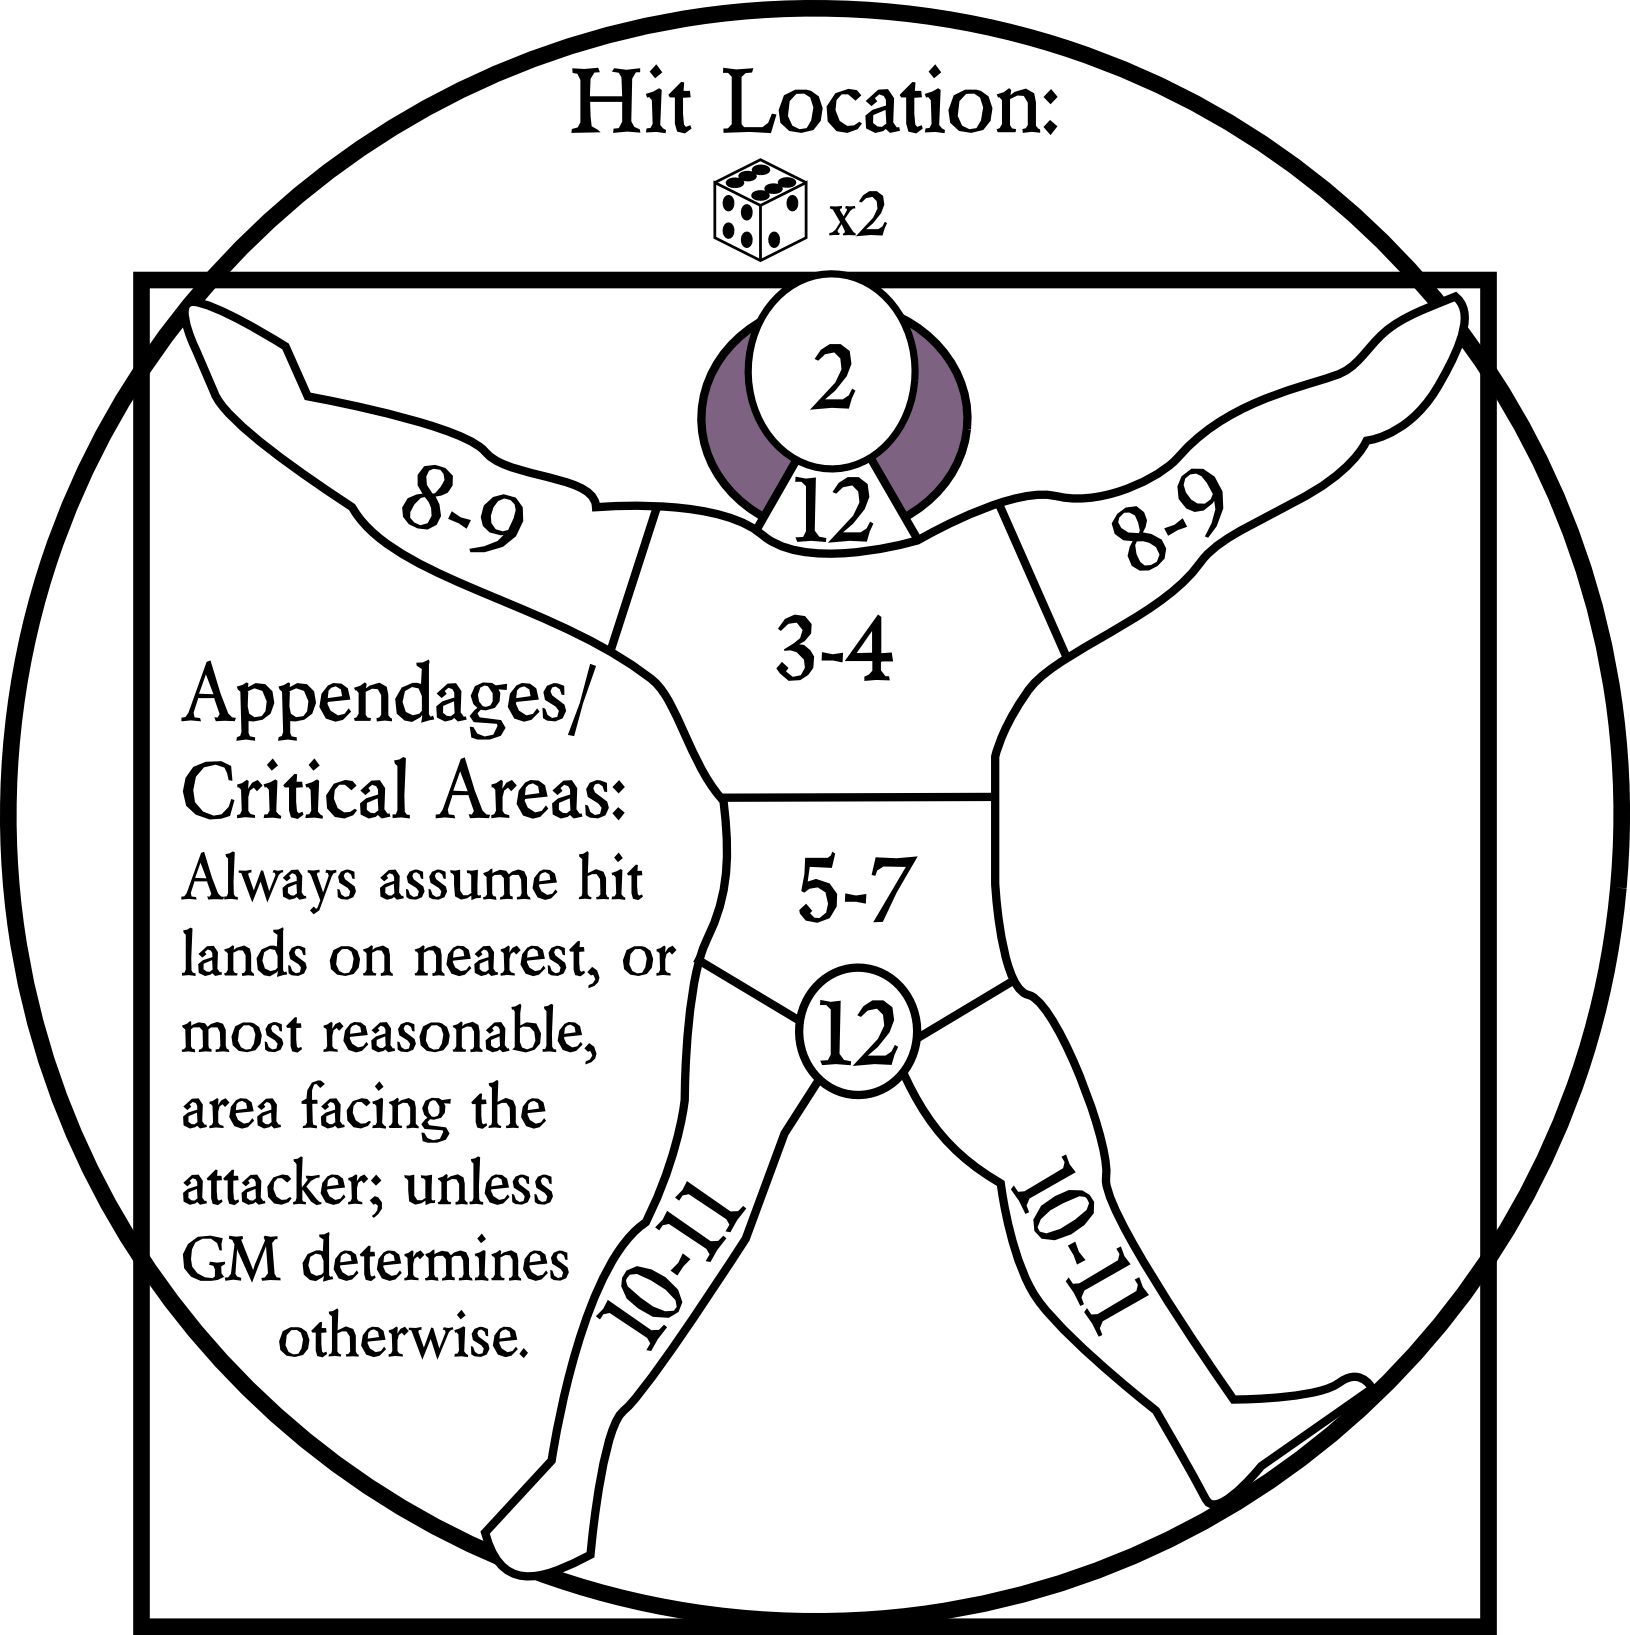 Hit Location:
x2
2
12
8-9
8-9
3-4
Appendages/
Critical Areas:
Always assume hit
lands on nearest, or
most reasonable,
area facing the
attacker; unless
GM determines
otherwise.
5-7
12
10-11
10-11